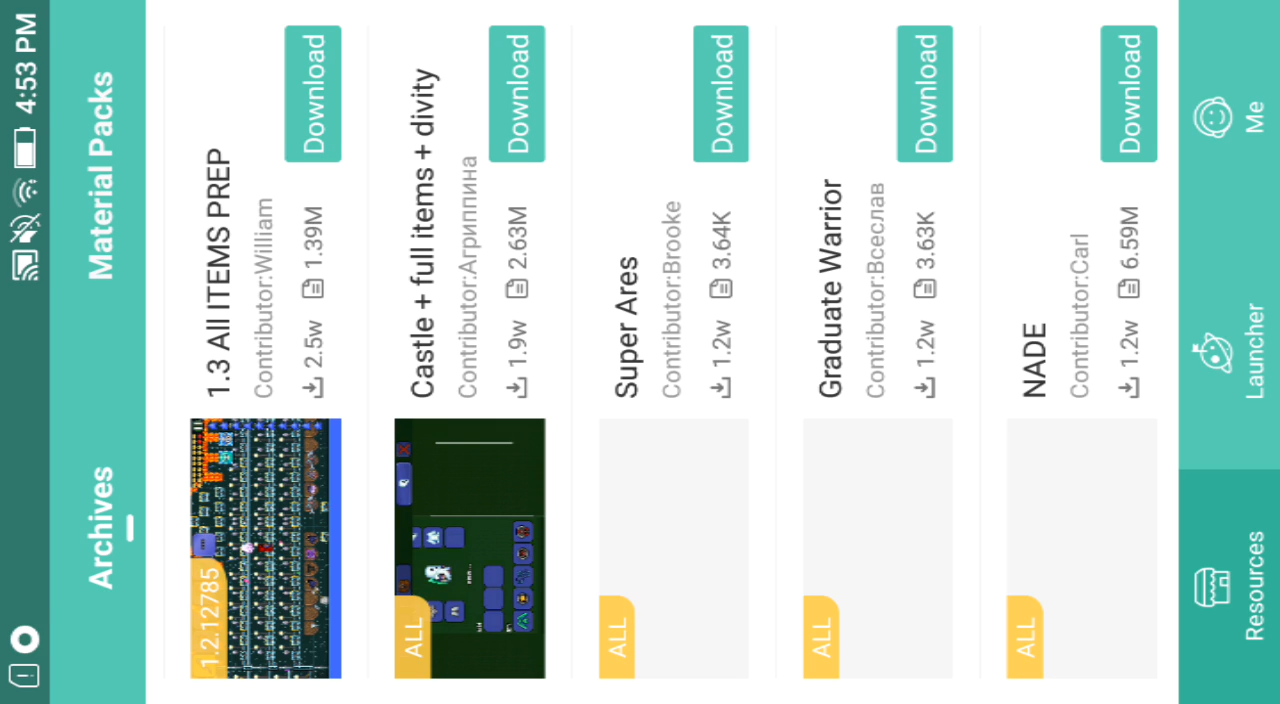 4:53 PM
Archives
Material Packs
1.2.12785
1.3 All ITEMS PREP
Contributor:William
2.5w 1.39M
Download
ALL
Castle + full items + divity
Contributor:Агриппина
1.9w 2.63M
Download
ALL
Super Ares
Contributor:Brooke
1.2w 3.64K
Download
ALL
Graduate Warrior
Contributor:Всеслав
1.2w 3.63K
Download
ALL
NADE
Contributor:Carl
1.2w 6.59M
Download
Resources
Launcher
Me